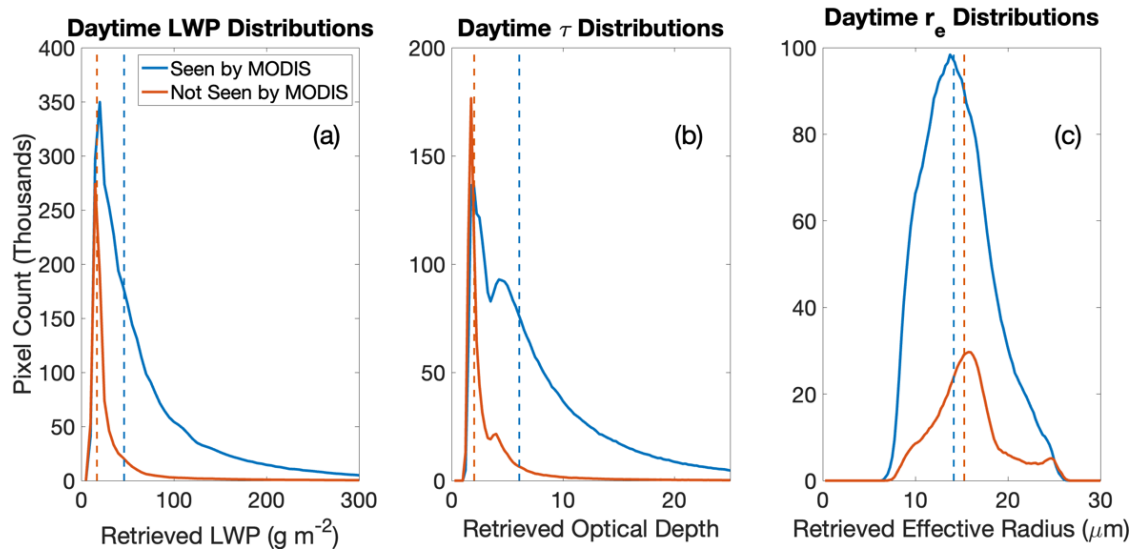 Daytime LWP Distributions
Pixel Count (Thousands)
400
350
300
250
200
150
100
50
0
Seen by MODIS
Not Seen by MODIS
(a)
0
100
200
300
Retrieved LWP (g m⁻²)
Daytime τ Distributions
200
150
100
50
0
(b)
0
10
20
Retrieved Optical Depth
Daytime rₑ Distributions
100
80
60
40
20
0
(c)
0
10
20
30
Retrieved Effective Radius (μm)